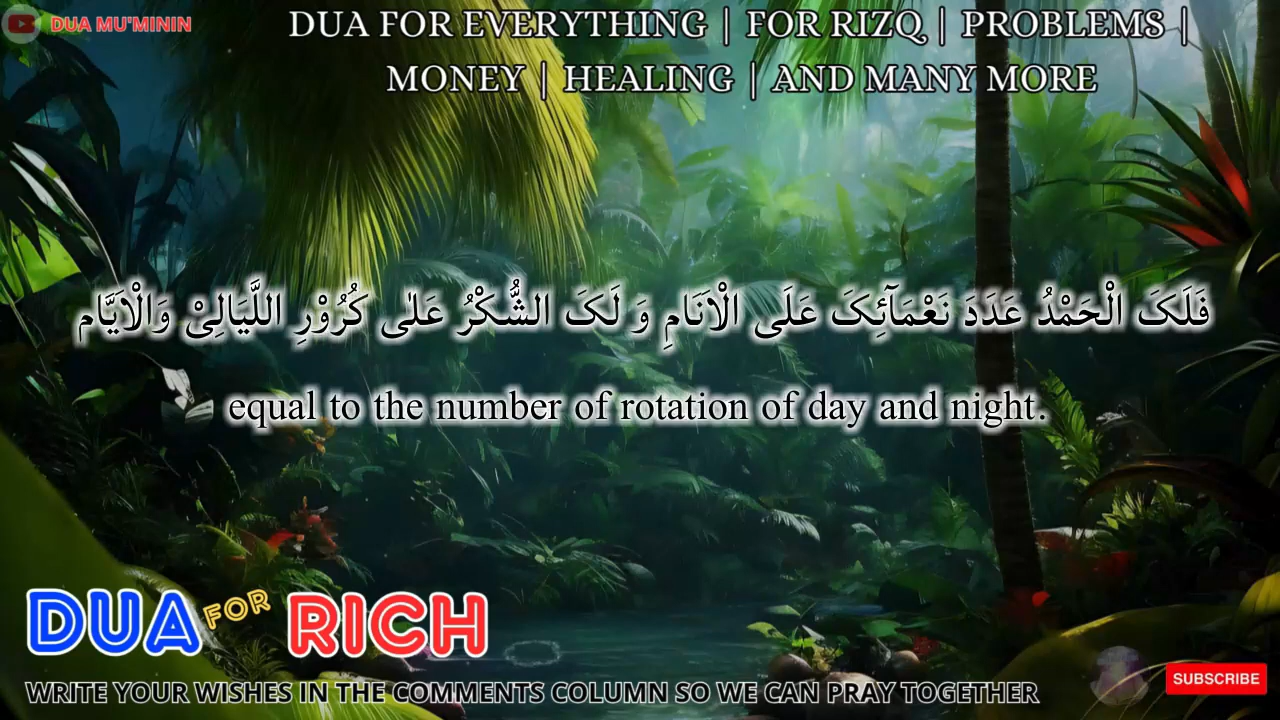 DUA MU'MININ
DUA FOR EVERYTHING | FOR RIZQ | PROBLEMS |
MONEY | HEALING | AND MANY MORE
فَلَکَ الْحَمْدُ عَدَدَ نَعْمَآئِکَ عَلَی الْاَنَامِ وَ لَکَ الشُّکْرُ عَلٰی کُرُوْرِ اللَّیَالِیْ وَالْاَیَّام
equal to the number of rotation of day and night.
DUA FOR RICH
WRITE YOUR WISHES IN THE COMMENTS COLUMN SO WE CAN PRAY TOGETHER
SUBSCRIBE